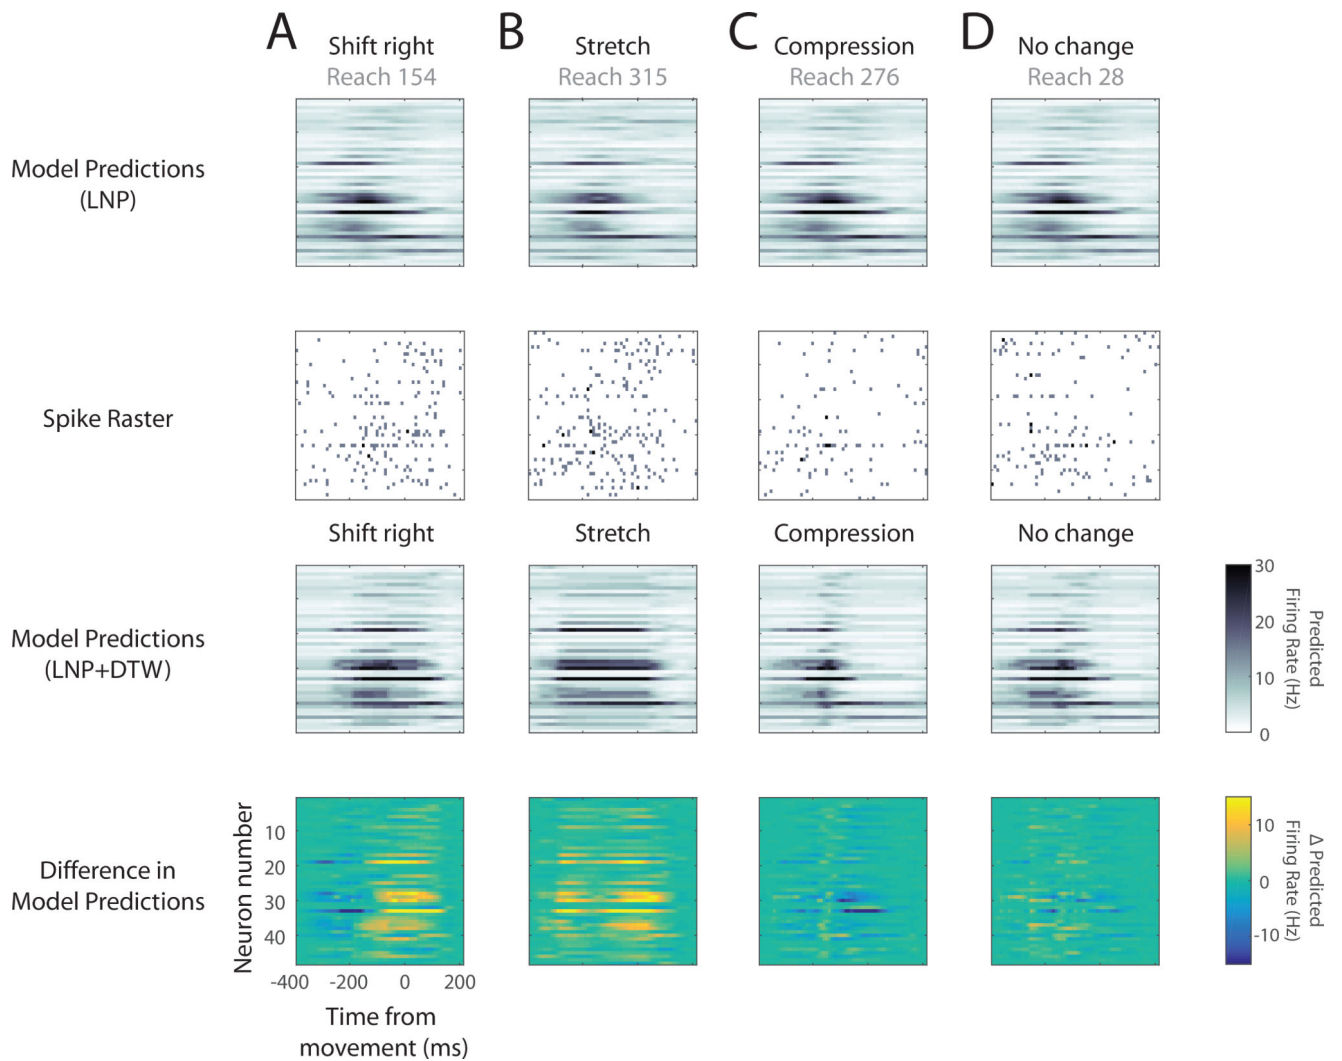 A
Shift right
Reach 154
B
Stretch
Reach 315
C
Compression
Reach 276
D
No change
Reach 28
Model Predictions
(LNP)
Spike Raster
Shift right
Stretch
Compression
No change
Model Predictions
(LNP+DTW)
30
20
10
0
Predicted
Firing Rate (Hz)
Difference in
Model Predictions
Neuron number
10
20
30
40
-400
-200
0
200
Time from
movement (ms)
10
0
-10
Δ Predicted
Firing Rate (Hz)